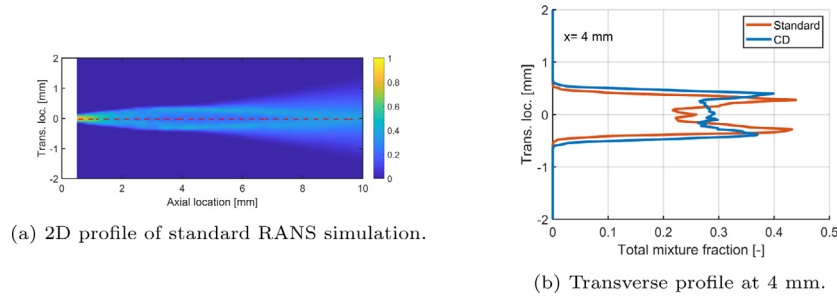 2
1
0
-1
-2
Trans. loc. [mm]
0 2 4 6 8 10
Axial location [mm]
1
0.8
0.6
0.4
0.2
0
(a) 2D profile of standard RANS simulation.
2
1
0
1
2
Trans. loc. [mm]
x= 4 mm
Standard
CD
0 0.1 0.2 0.3 0.4 0.5
Total mixture fraction [-]
(b) Transverse profile at 4 mm.